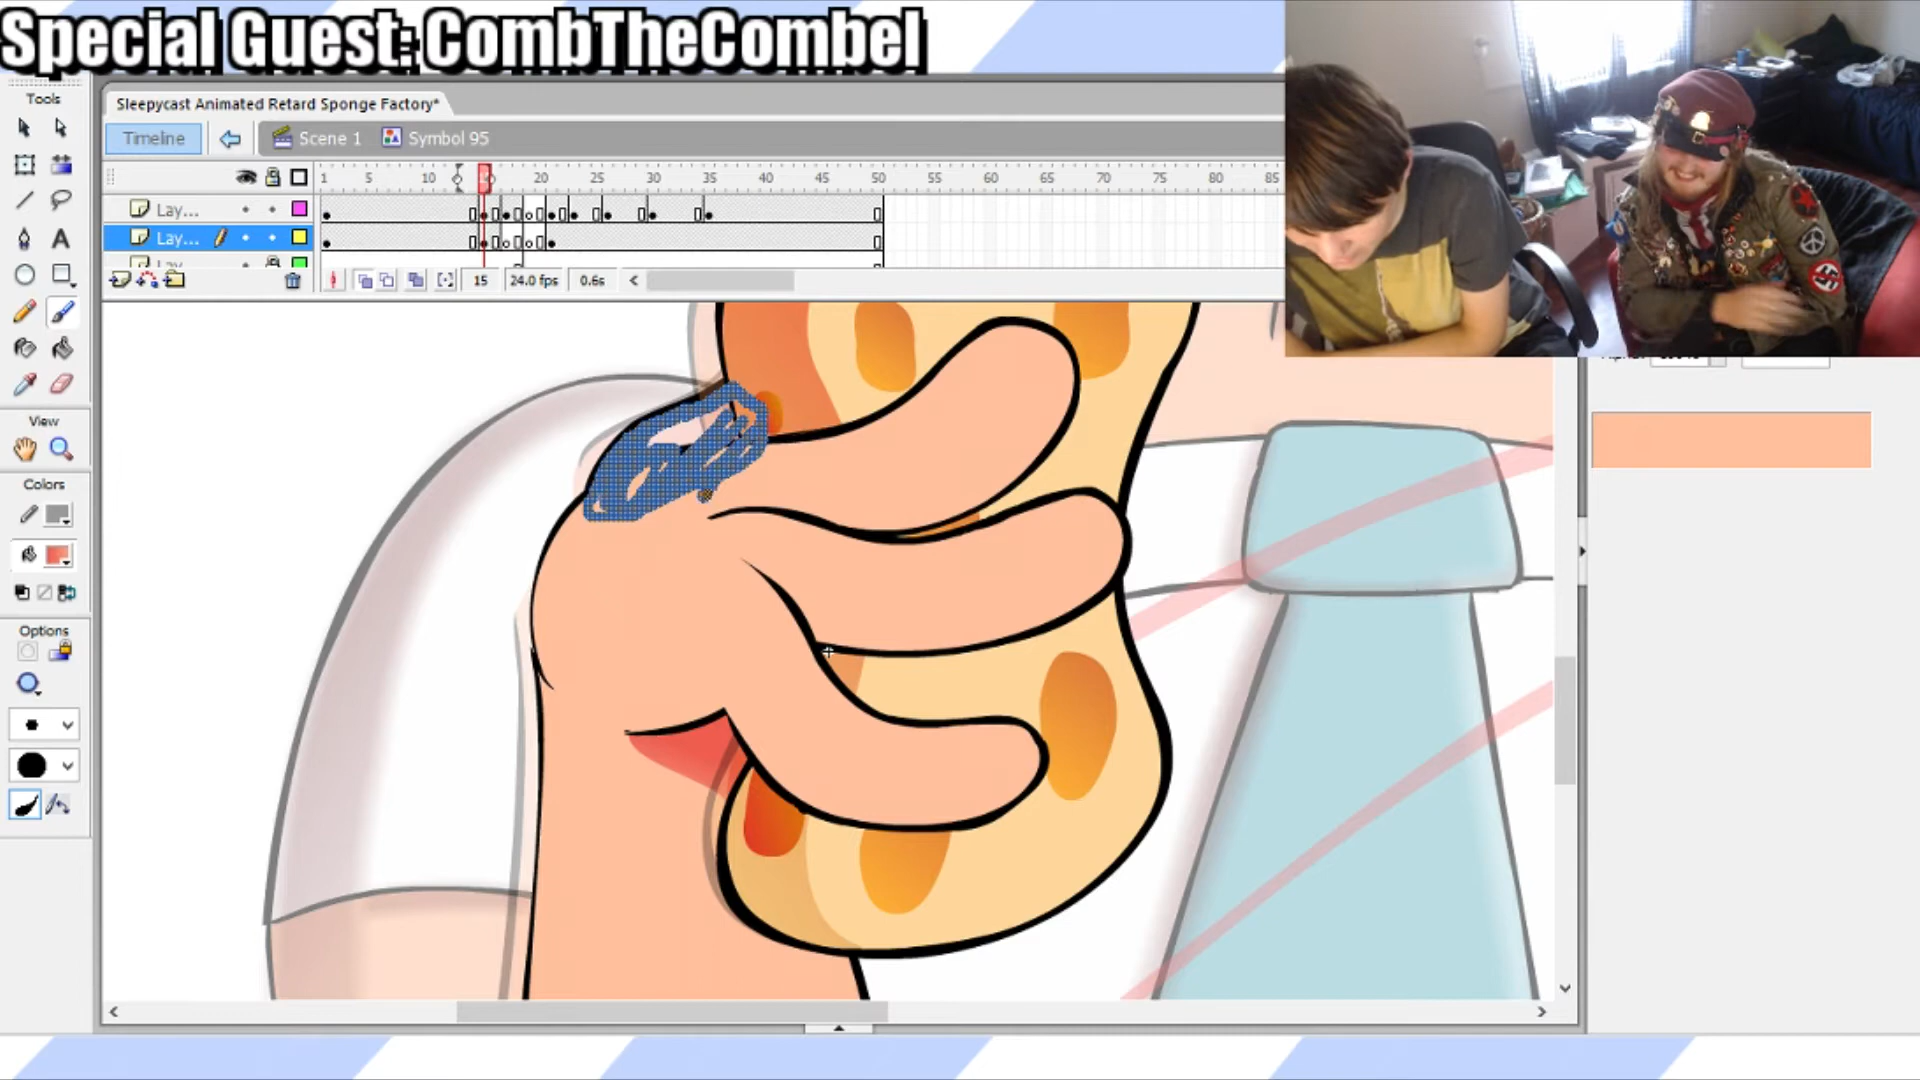 Special Guest: CombTheCombel
Tools
Sleepycast Animated Retard Sponge Factory*
Timeline
Scene 1
Symbol 95
1 5 10 20 25 30 35 40 45 50 55 60 65 70 75 80 85
Lay...
Lay...
15
24.0 fps
0.6s
View
Colors
Options